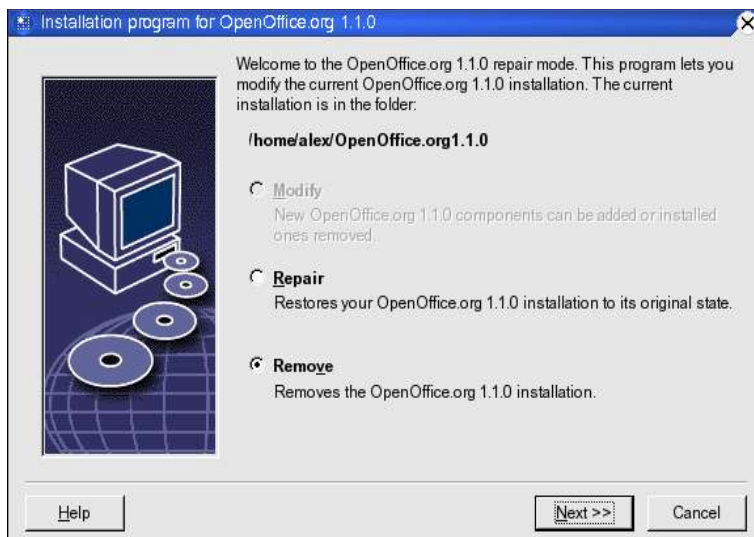 Installation program for OpenOffice.org 1.1.0
Welcome to the OpenOffice.org 1.1.0 repair mode. This program lets you
modify the current OpenOffice.org 1.1.0 installation. The current
installation is in the folder:
/home/alex/OpenOffice.org1.1.0
Modify
New OpenOffice.org 1.1.0 components can be added or installed
ones removed.
Repair
Restores your OpenOffice.org 1.1.0 installation to its original state.
Remove
Removes the OpenOffice.org 1.1.0 installation.
Help
Next >>
Cancel